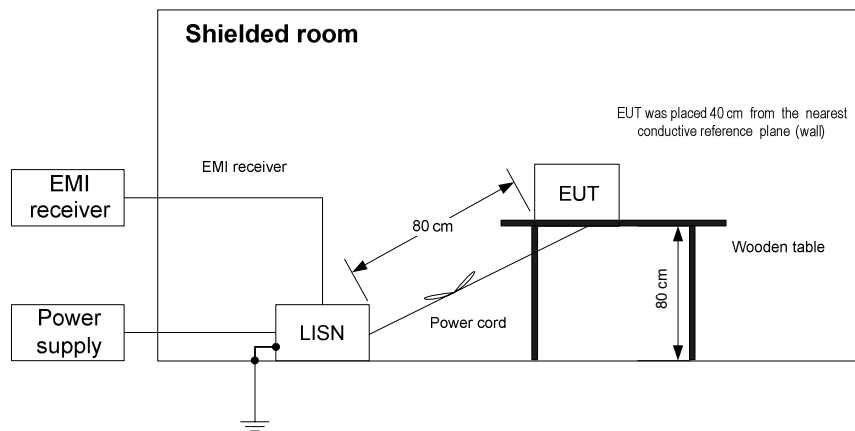 Shielded room
EUT was placed 40 cm from the nearest
conductive reference plane (wall)
EMI receiver
EMI
receiver
EUT
80 cm
Wooden table
80 cm
Power
supply
LISN
Power cord